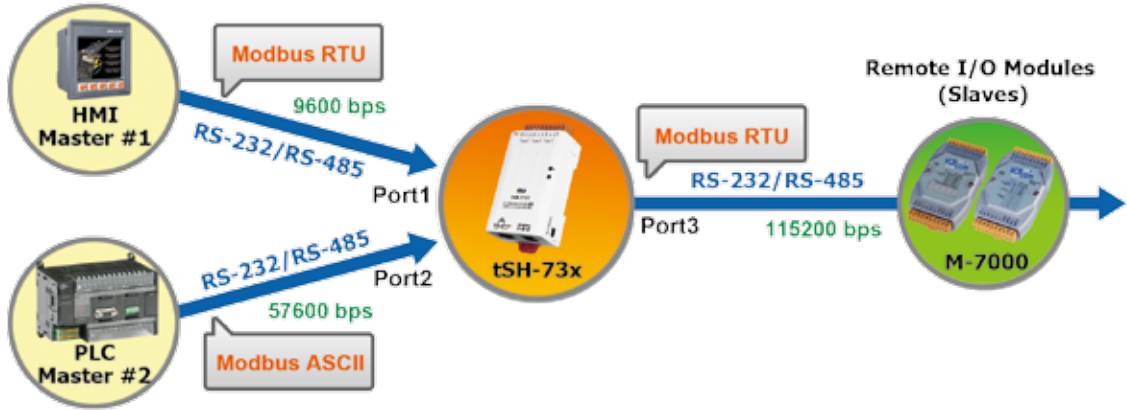 Modbus RTU
9600 bps
RS-232/RS-485
HMI
Master #1
Port1
Remote I/O Modules
(Slaves)
Modbus RTU
RS-232/RS-485
115200 bps
Port3
tSH-73x
M-7000
RS-232/RS-485
Port2
57600 bps
Modbus ASCII
PLC
Master #2